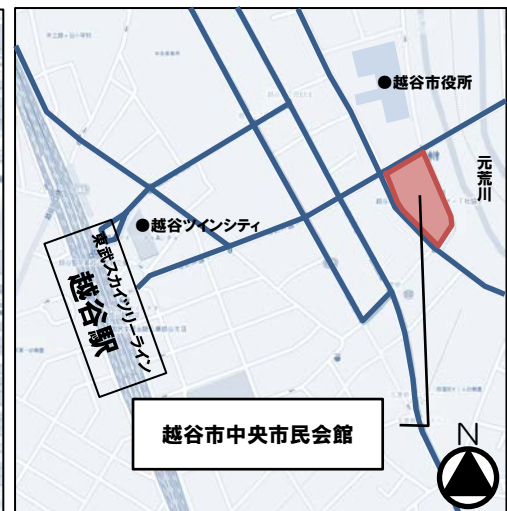 ●越谷市役所
元荒川
●越谷ツインシティ
東武スカイツリーライン
越谷駅
越谷市中央市民会館
N